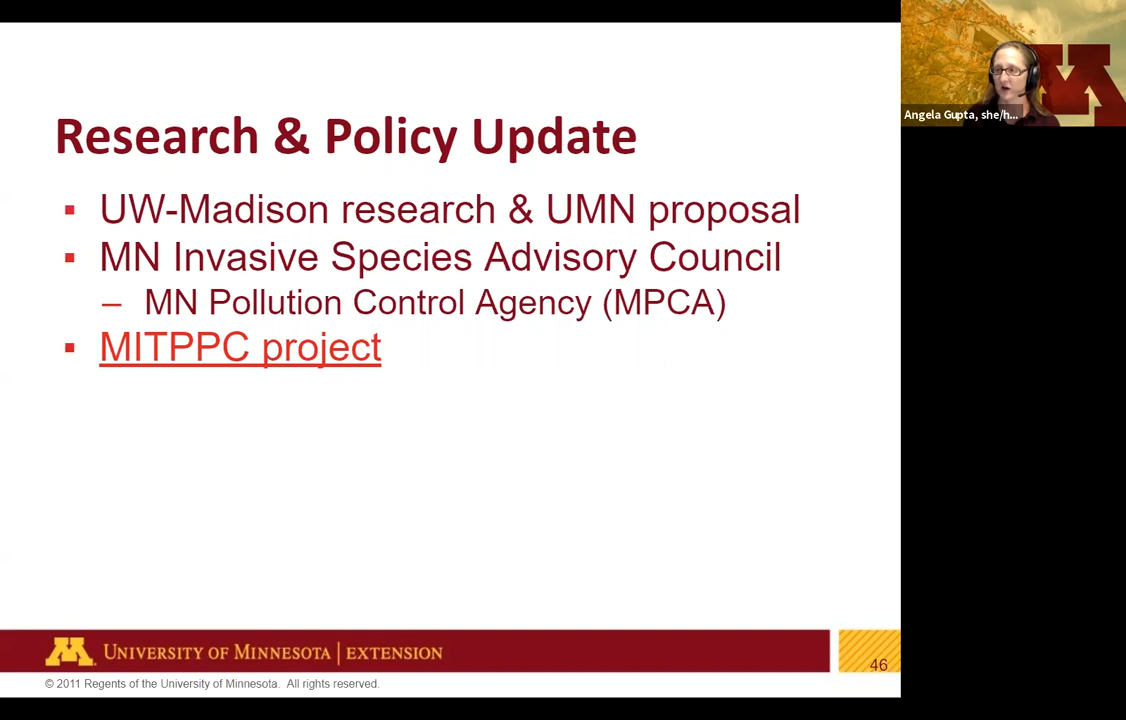 Research & Policy Update
▪ UW-Madison research & UMN proposal
▪ MN Invasive Species Advisory Council
– MN Pollution Control Agency (MPCA)
▪ MITPPC project
UNIVERSITY OF MINNESOTA | EXTENSION
46
© 2011 Regents of the University of Minnesota. All rights reserved.
Angela Gupta, she/h...